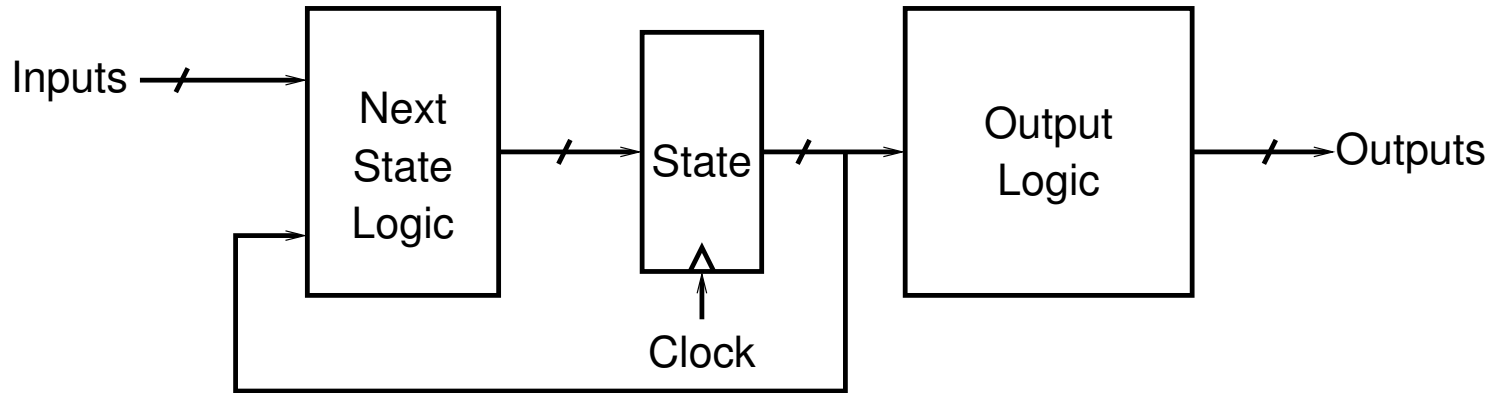 Inputs
Next
State
Logic
State
Clock
Output
Logic
Outputs